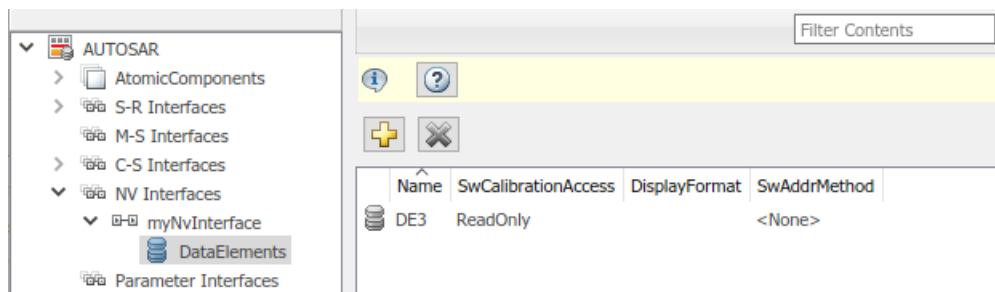 Filter Contents
AUTOSAR
AtomicComponents
S-R Interfaces
M-S Interfaces
C-S Interfaces
NV Interfaces
myNvInterface
DataElements
Parameter Interfaces
Name SwCalibrationAccess DisplayFormat SwAddrMethod
DE3 ReadOnly <None>